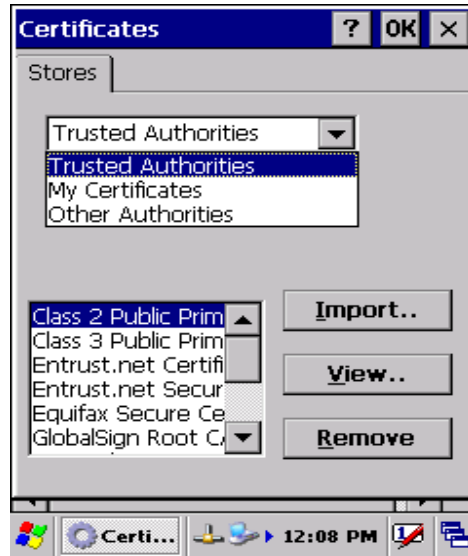 Certificates ? OK ×
Stores
Trusted Authorities
Trusted Authorities
My Certificates
Other Authorities
Class 2 Public Prim
Class 3 Public Prim
Entrust.net Certifi
Entrust.net Secur
Equifax Secure Ce
GlobalSign Root C
Import..
View..
Remove
Certi... 12:08 PM